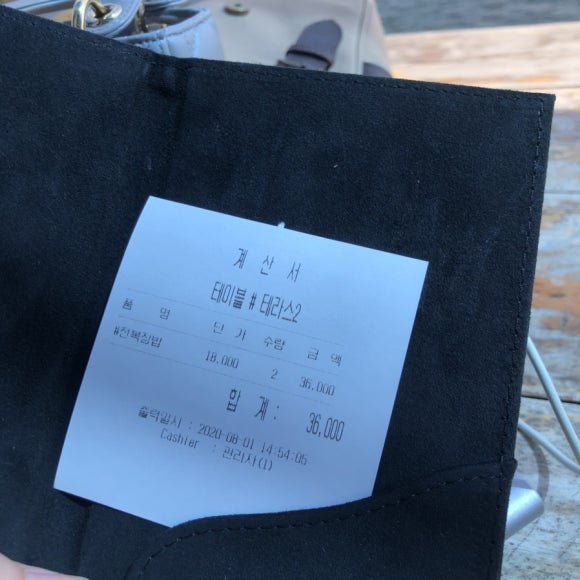 계 산 서
테이블 # 테라스2
품 명 단 가 수량 금 액
#전복장밥 18,000 2 36,000
합 계 : 36,000
출력일시 : 2020-08-01 14:54:05
Cashier : 관리자(1)